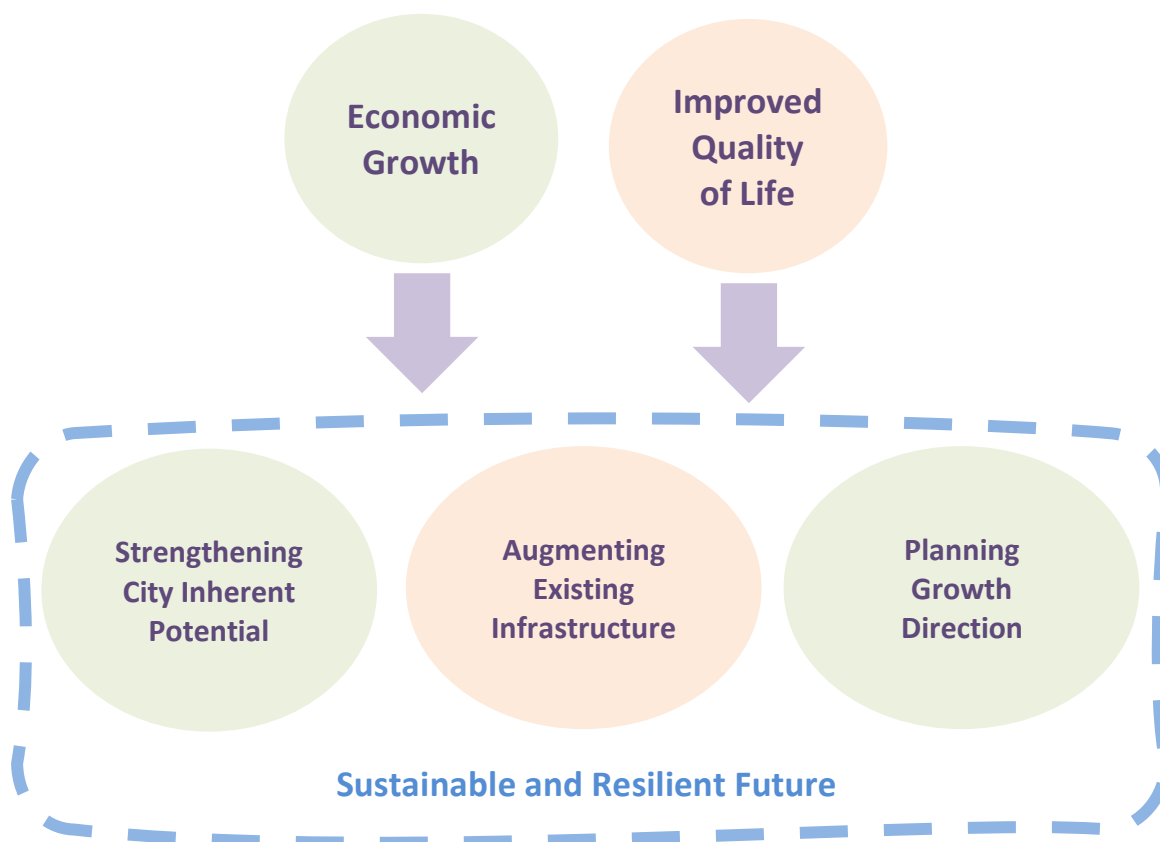 Economic
Growth
Improved
Quality
of Life
Strengthening
City Inherent
Potential
Augmenting
Existing
Infrastructure
Planning
Growth
Direction
Sustainable and Resilient Future